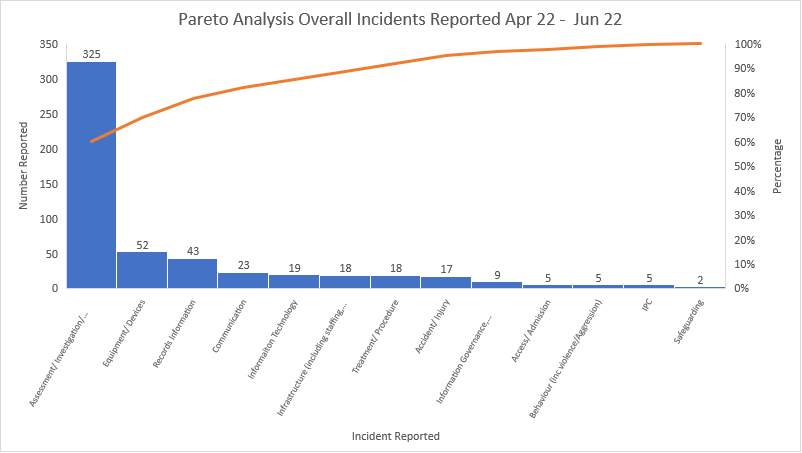 Pareto Analysis Overall Incidents Reported Apr 22 - Jun 22
350
300
250
200
150
100
50
0
Number Reported
325
52
43
23
19
18
18
17
9
5
5
5
2
100%
90%
80%
70%
60%
50%
40%
30%
20%
10%
0%
Percentage
Assessment/ Investigation/…
Equipment/ Devices
Records Information
Communication
Informaiton Technology
Infrastructure (including staffing,…
Treatment/ Procedure
Accident/ Injury
Information Governance,…
Access/ Admission
Behaviour (inc violence/Aggression)
IPC
Safeguarding
Incident Reported